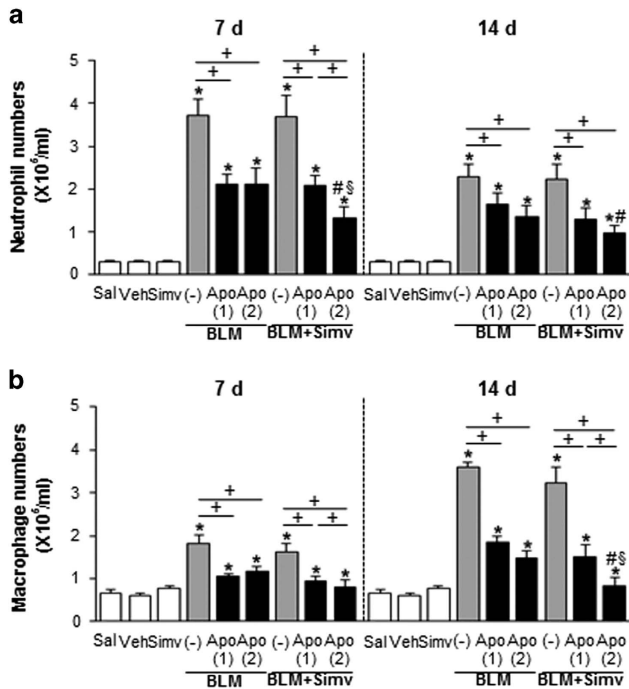 a
7 d
14 d
Neutrophil numbers
(X10⁶/ml)
5
4
3
2
1
0
+
+
+
+
+
+
+
+
+
* * * * * #§ *
* * * * * *#
Sal Veh Simv (-) Apo (1) Apo (2) (-) Apo (1) Apo (2)
BLM BLM+Simv
Sal Veh Simv (-) Apo (1) Apo (2) (-) Apo (1) Apo (2)
BLM BLM+Simv
b
7 d
14 d
Macrophage numbers
(X10⁶/ml)
5
4
3
2
1
0
+
+
+
+
+
+
+
+
+
+
* * * * * *
* * * * * #§ *
Sal Veh Simv (-) Apo (1) Apo (2) (-) Apo (1) Apo (2)
BLM BLM+Simv
Sal Veh Simv (-) Apo (1) Apo (2) (-) Apo (1) Apo (2)
BLM BLM+Simv